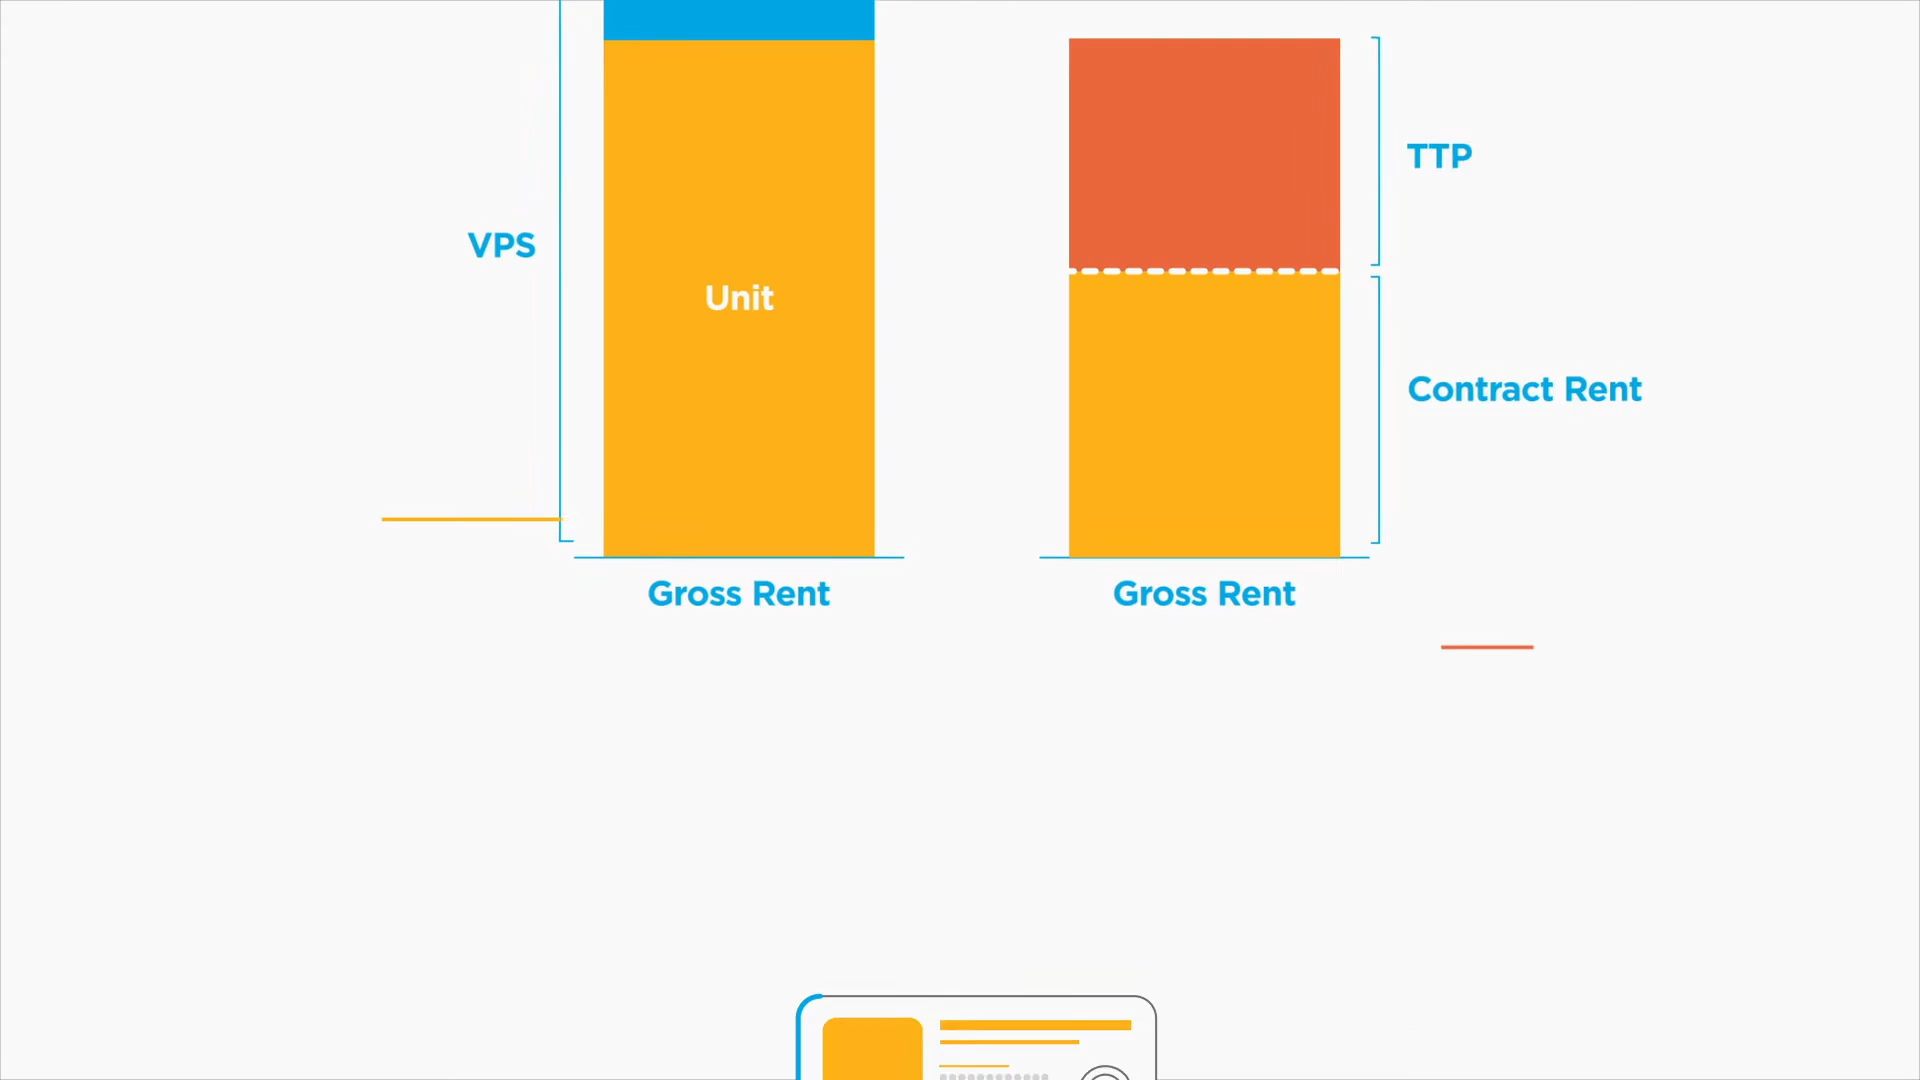 TTP
VPS
Unit
Contract Rent
Gross Rent
Gross Rent